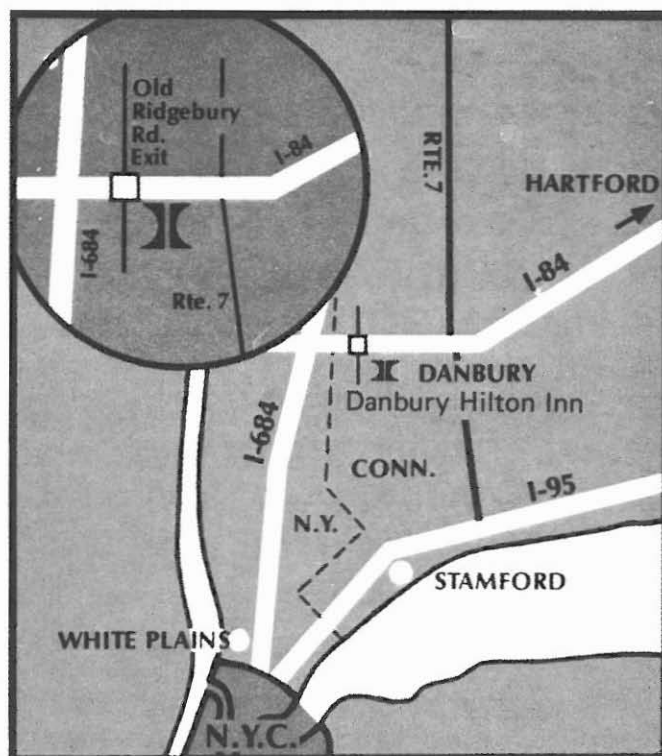 Old
Ridgebury
Rd.
Exit
I-84
I-684
Rte. 7
RTE.7
HARTFORD
I-84
DANBURY
Danbury Hilton Inn
I-684
CONN.
I-95
N.Y.
STAMFORD
WHITE PLAINS
N.Y.C.